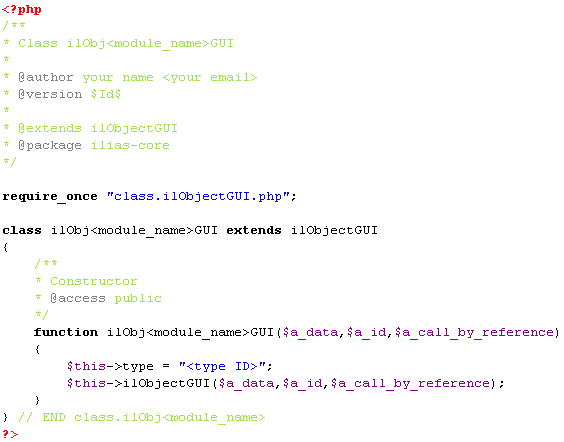 <?php
/**
* Class ilObj<module_name>GUI
*
* @author your name <your email>
* @version $Id$
*
* @extends ilObjectGUI
* @package ilias-core
*/

require_once "class.ilObjectGUI.php";

class ilObj<module_name>GUI extends ilObjectGUI
{
    /**
    * Constructor
    * @access public
    */
    function ilObj<module_name>GUI($a_data,$a_id,$a_call_by_reference)
    {
        $this->type = "<type ID>";
        $this->ilObjectGUI($a_data,$a_id,$a_call_by_reference);
    }
} // END class.ilObj<module_name>
?>